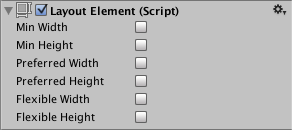 Layout Element (Script)
Min Width
Min Height
Preferred Width
Preferred Height
Flexible Width
Flexible Height